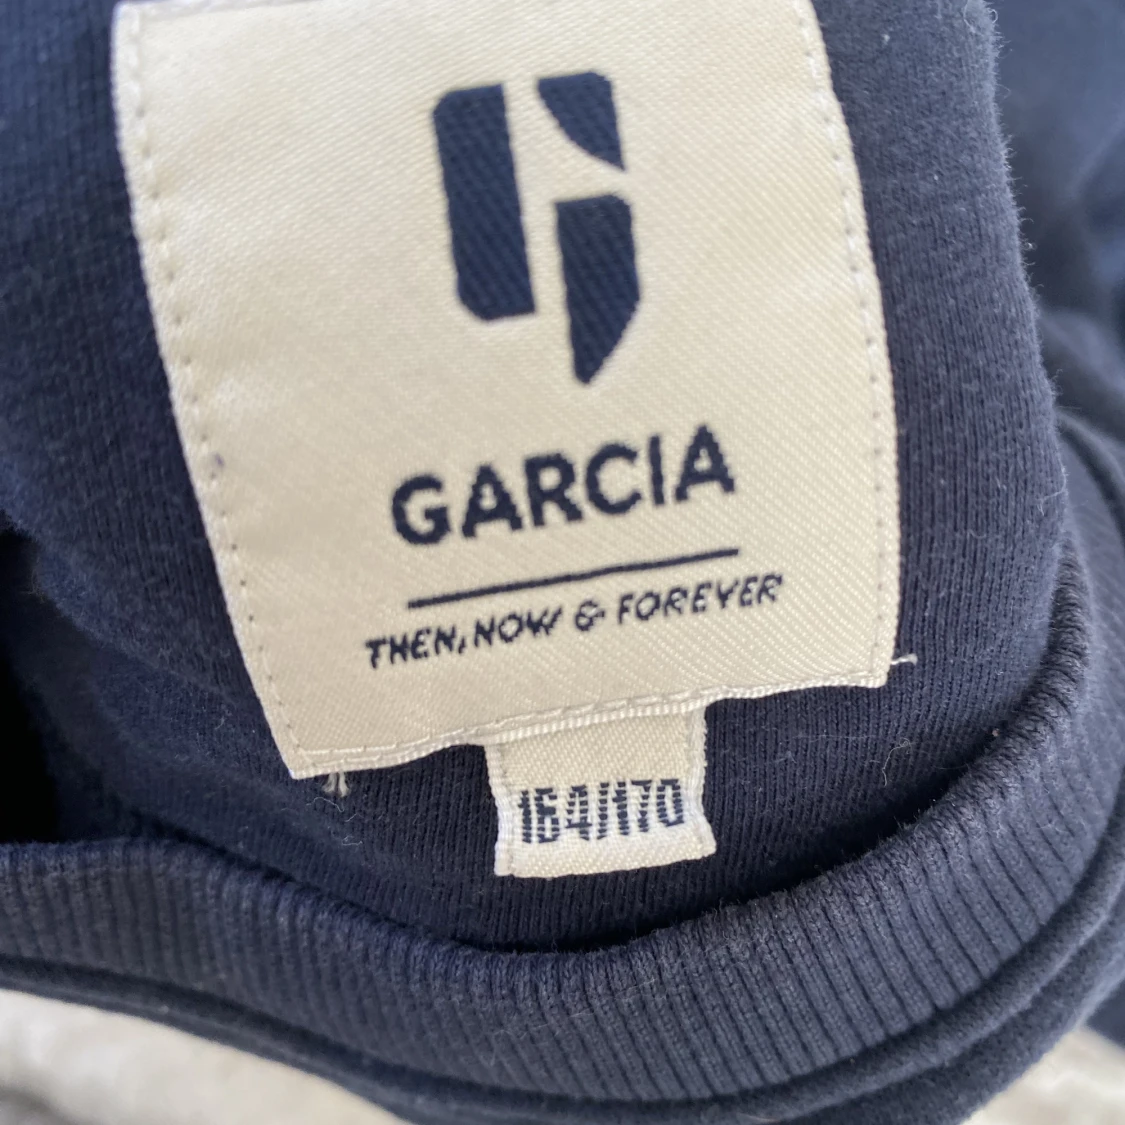 GARCIA
THEN, NOW & FOREVER
164/170